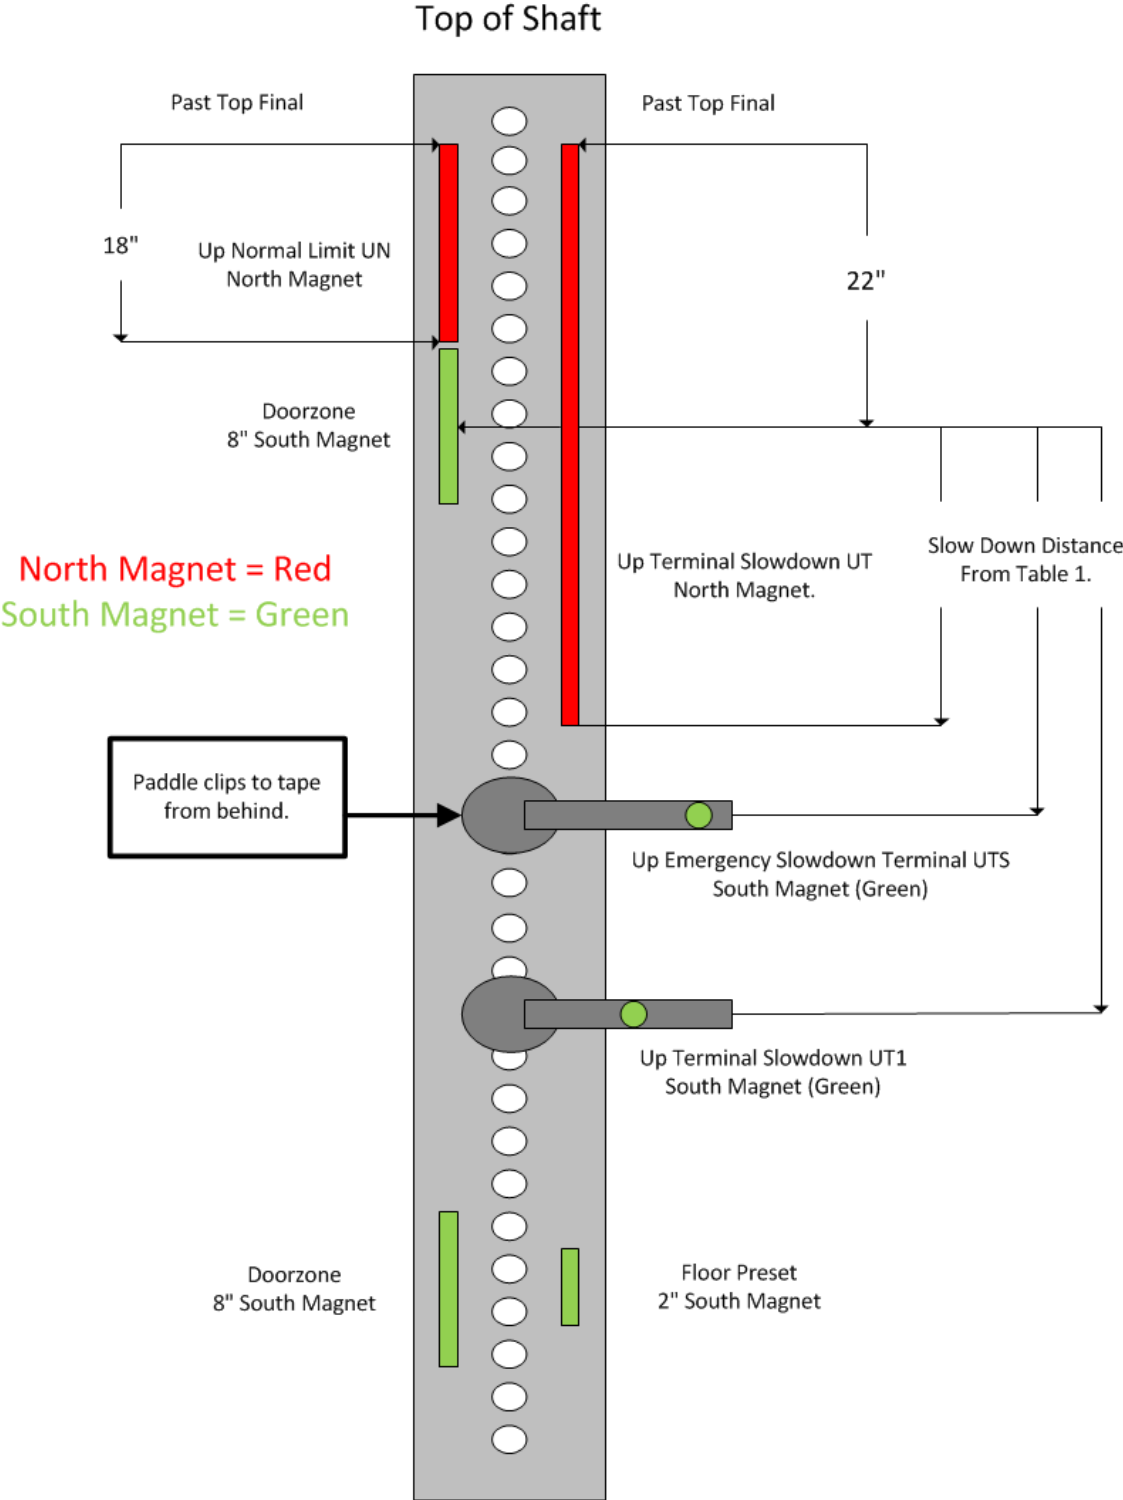 Top of Shaft
Past Top Final
Past Top Final
18"
Up Normal Limit UN
North Magnet
22"
Doorzone
8" South Magnet
North Magnet = Red
South Magnet = Green
Up Terminal Slowdown UT
North Magnet.
Slow Down Distance
From Table 1.
Paddle clips to tape
from behind.
Up Emergency Slowdown Terminal UTS
South Magnet (Green)
Up Terminal Slowdown UT1
South Magnet (Green)
Doorzone
8" South Magnet
Floor Preset
2" South Magnet